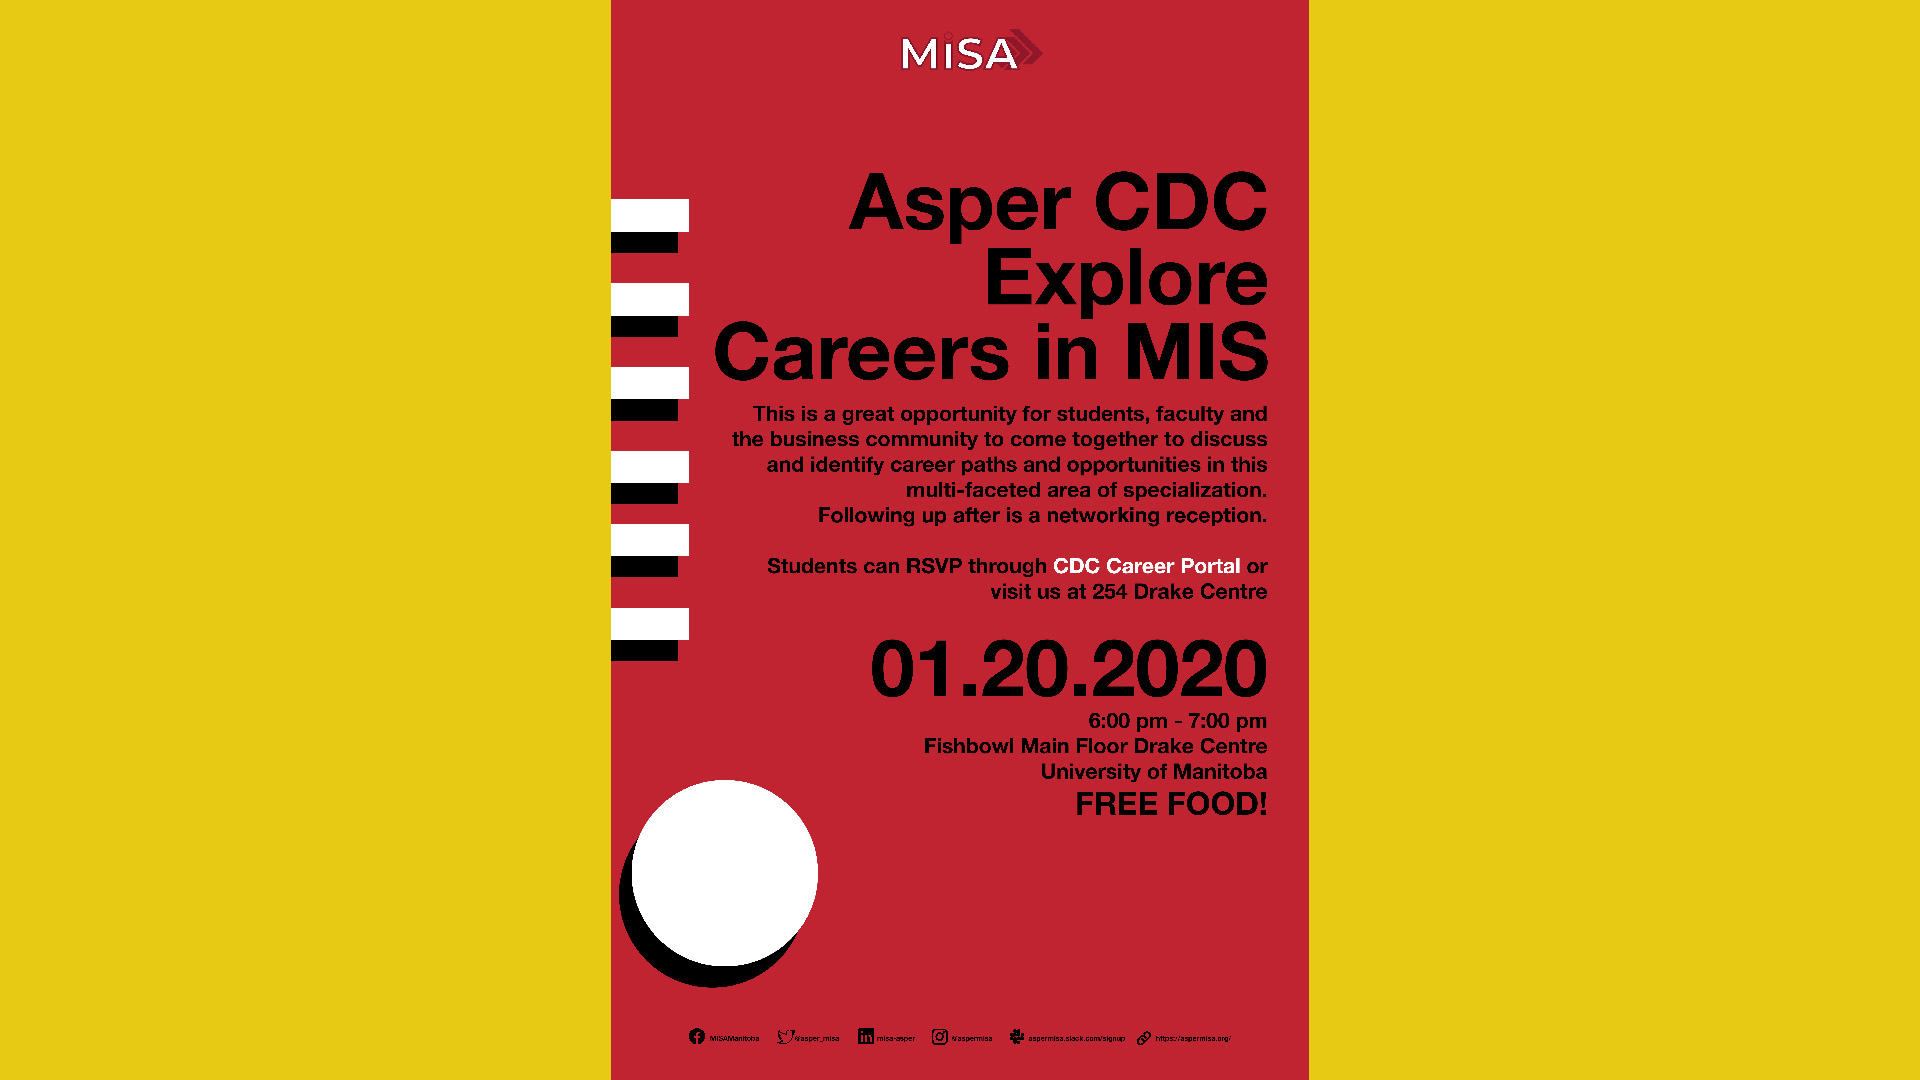 MiSA
Asper CDC
Explore
Careers in MIS
This is a great opportunity for students, faculty and
the business community to come together to discuss
and identify career paths and opportunities in this
multi-faceted area of specialization.
Following up after is a networking reception.
Students can RSVP through CDC Career Portal or
visit us at 254 Drake Centre
01.20.2020
6:00 pm - 7:00 pm
Fishbowl Main Floor Drake Centre
University of Manitoba
FREE FOOD!
MISAManitoba @asper_misa misa-asper @aspermisa aspermisa.slack.com/signup https://aspermisa.org/